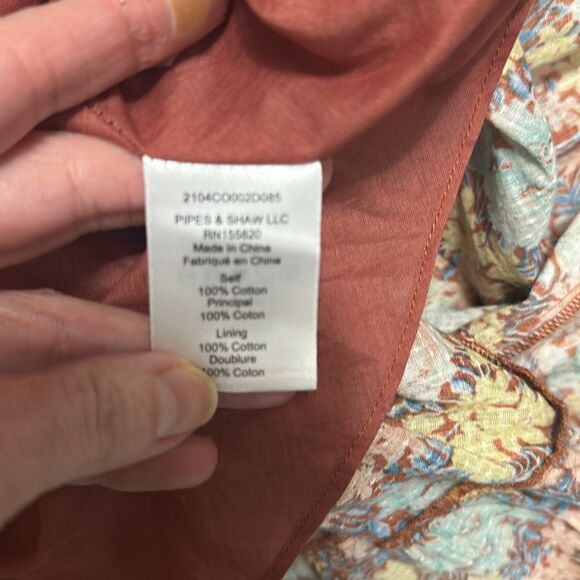 2104CO002D085
PIPES & SHAW LLC
RN155820
Made in China
Fabriqué en Chine
Self
100% Cotton
Principal
100% Coton
Lining
100% Cotton
Doublure
100% Coton